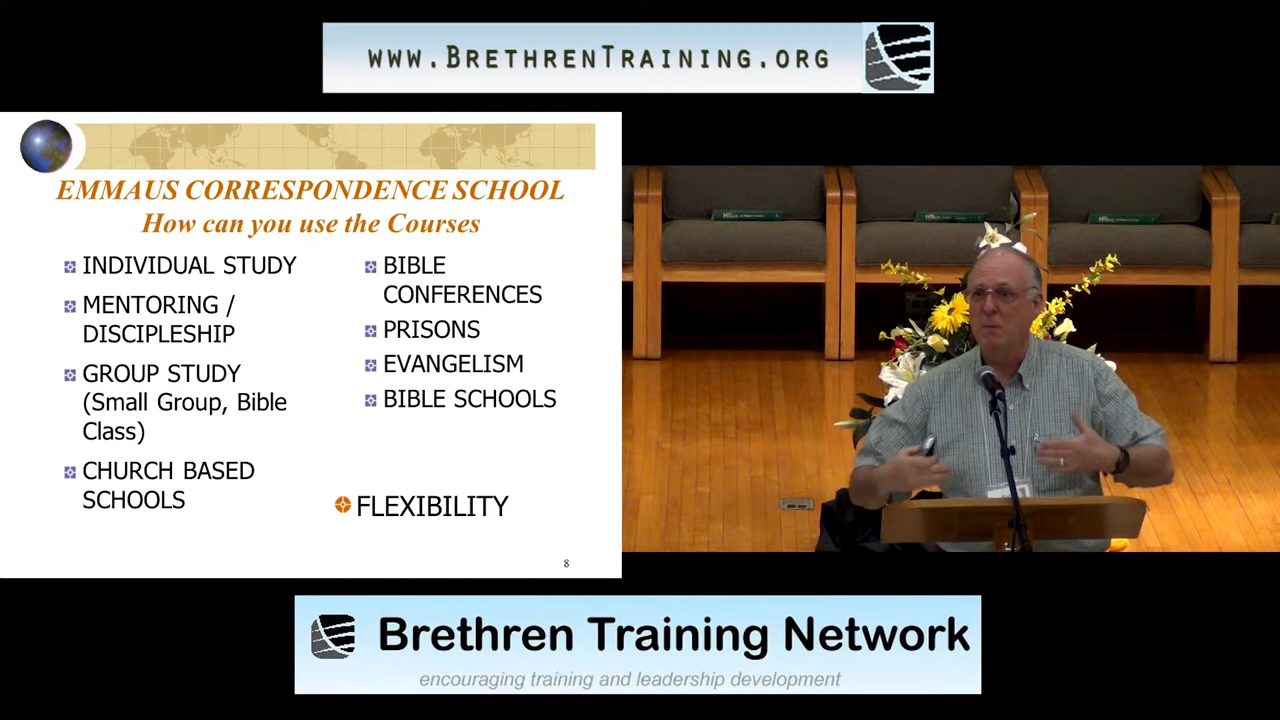 www.BrethrenTraining.org
EMMAUS CORRESPONDENCE SCHOOL
How can you use the Courses
INDIVIDUAL STUDY
MENTORING /
DISCIPLESHIP
GROUP STUDY
(Small Group, Bible
Class)
CHURCH BASED
SCHOOLS
BIBLE
CONFERENCES
PRISONS
EVANGELISM
BIBLE SCHOOLS
FLEXIBILITY
8
Brethren Training Network
encouraging training and leadership development